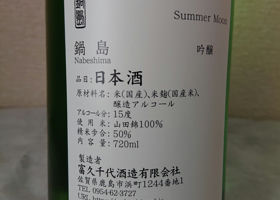 Summer Moon
鍋島
吟醸
Nabeshima
品目:日本酒
原材料名:米(国産)、米麹(国産米)、
醸造アルコール
アルコール分:15度
使用米:山田錦100%
精米歩合:50%
内容量:720ml
製造者
富久千代酒造有限会社
佐賀県鹿島市浜町1244番地1
TEL 0954-62-3727